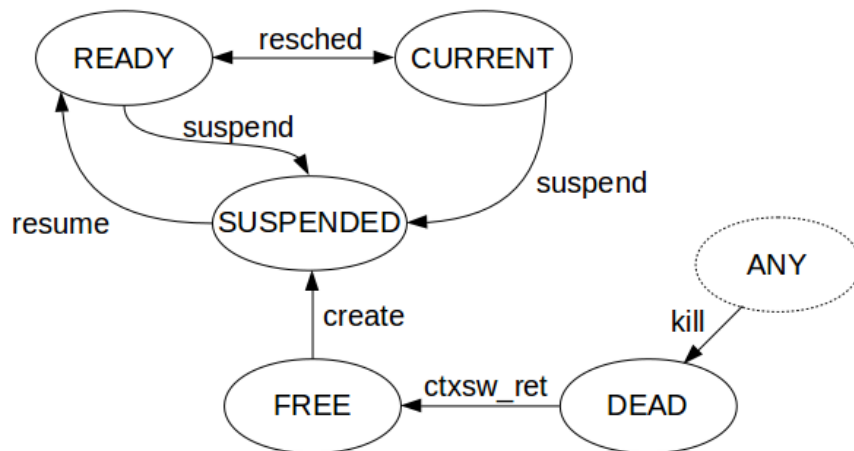 resched
READY
CURRENT
suspend
suspend
resume
SUSPENDED
ANY
create
kill
ctxsw_ret
FREE
DEAD